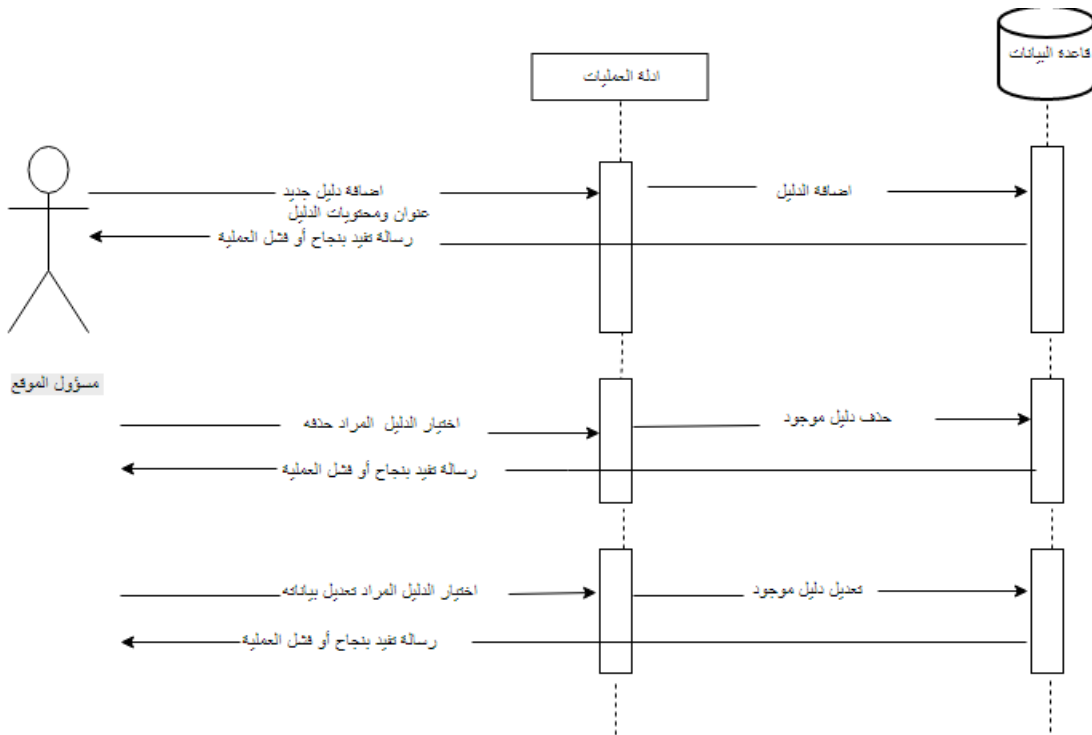 قاعدة البيانات
ادلة العمليات
اضافة دليل جديد
اضافة الدليل
عنوان ومحتويات الدليل
رسالة تفيد بنجاح أو فشل العملية
مسؤول الموقع
اختيار الدليل المراد حذفه
حذف دليل موجود
رسالة تفيد بنجاح أو فشل العملية
اختيار الدليل المراد تعديل بياناته
تعديل دليل موجود
رسالة تفيد بنجاح أو فشل العملية